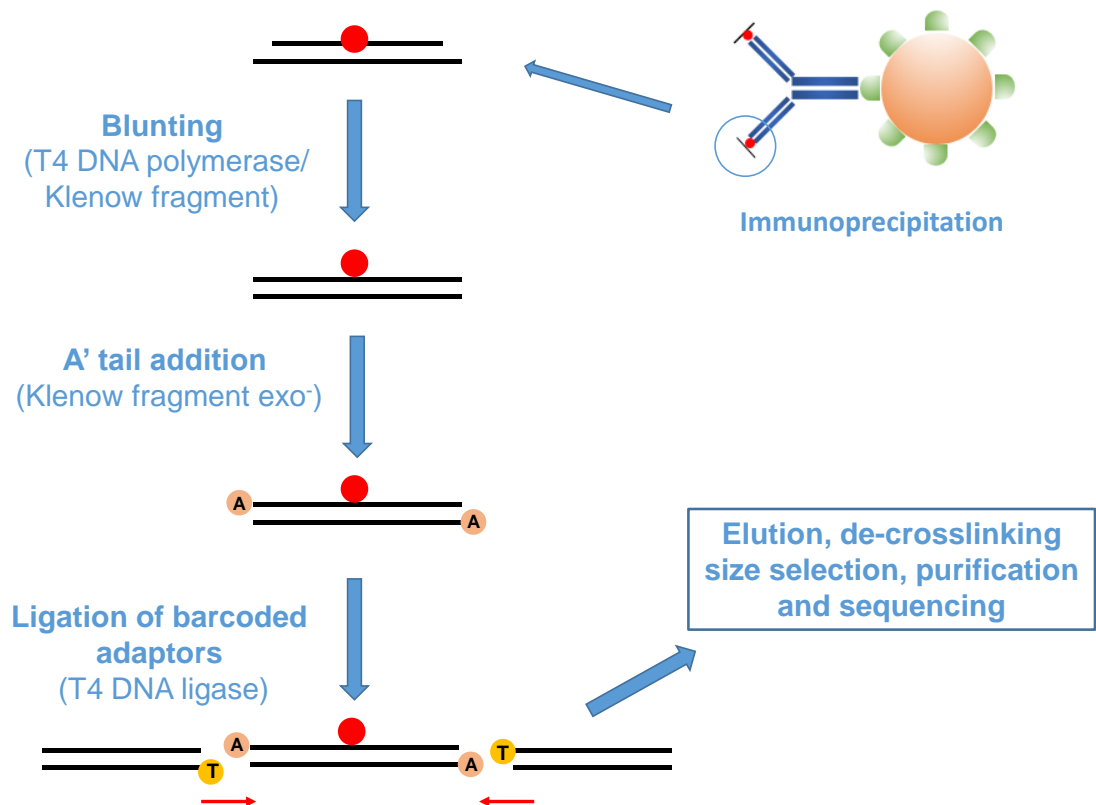 Blunting
(T4 DNA polymerase/
Klenow fragment)
Immunoprecipitation
A’ tail addition
(Klenow fragment exo-)
A
A
Elution, de-crosslinking
size selection, purification
and sequencing
Ligation of barcoded
adaptors
(T4 DNA ligase)
T
A
A
T